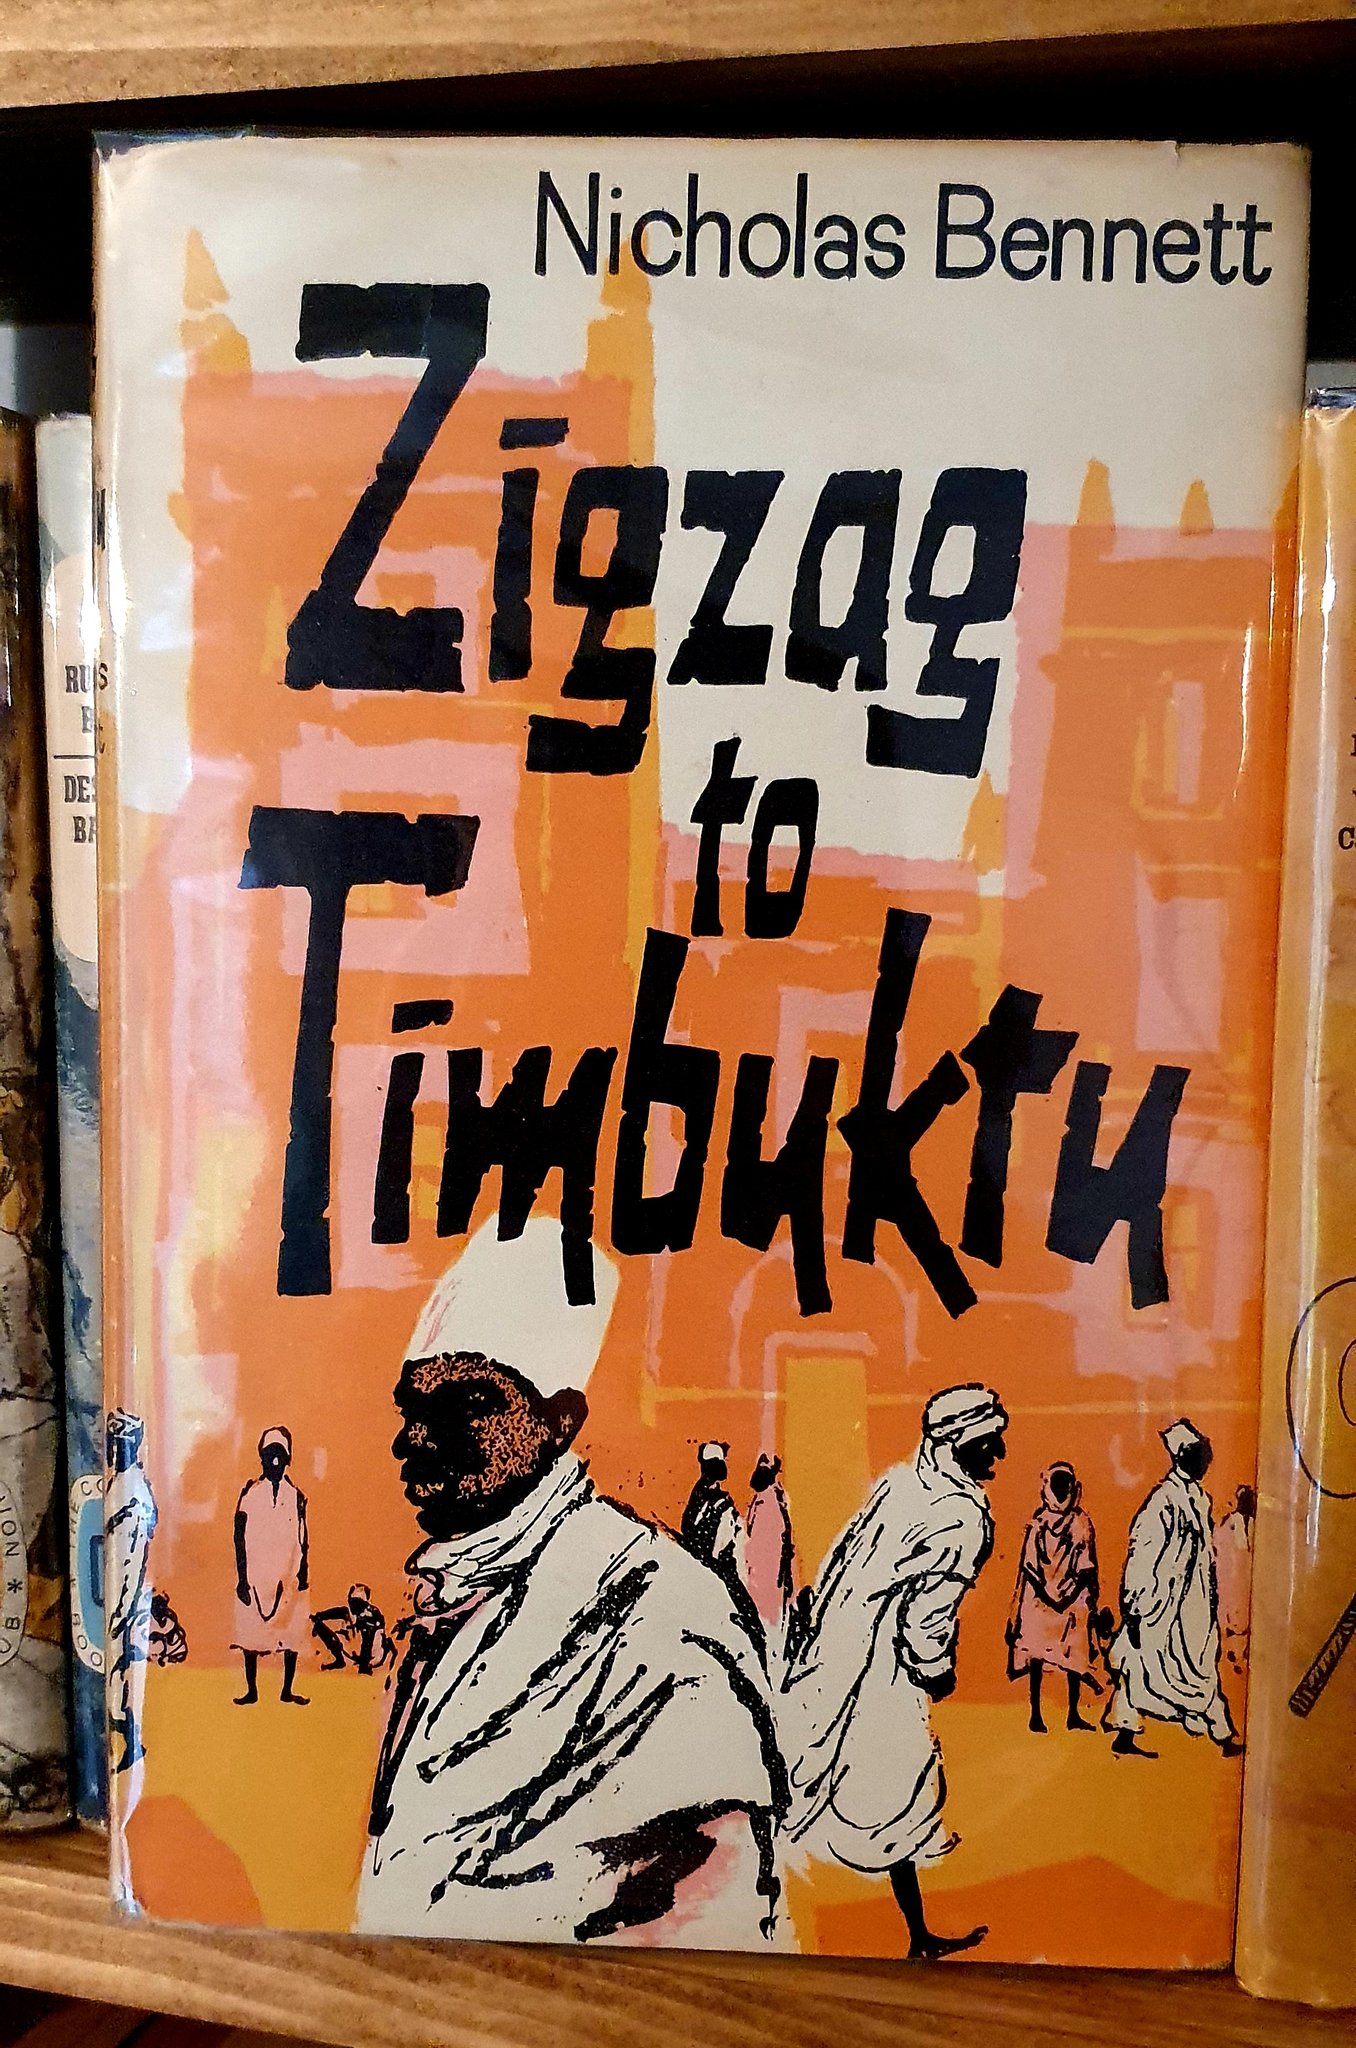 Nicholas Bennett
Zigzag
to
Timbuktu